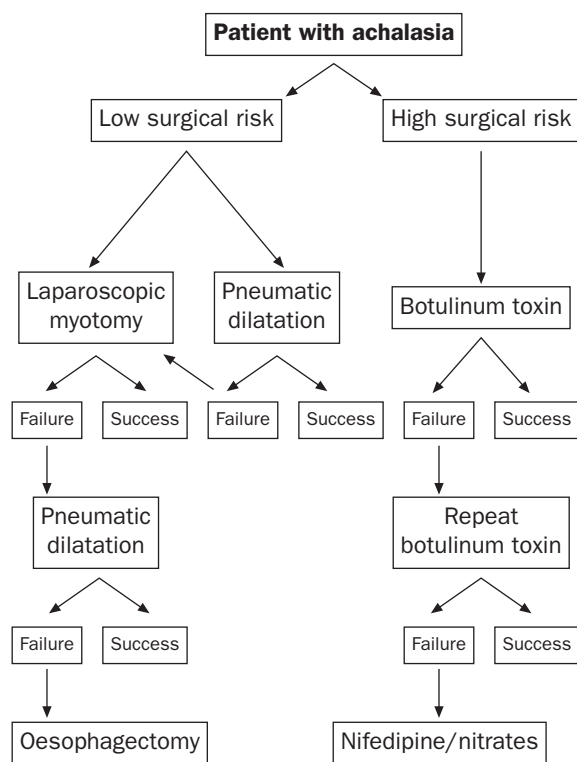 Patient with achalasia
Low surgical risk
High surgical risk
Laparoscopic
myotomy
Pneumatic
dilatation
Botulinum toxin
Failure
Success
Failure
Success
Failure
Success
Pneumatic
dilatation
Repeat
botulinum toxin
Failure
Success
Failure
Success
Oesophagectomy
Nifedipine/nitrates